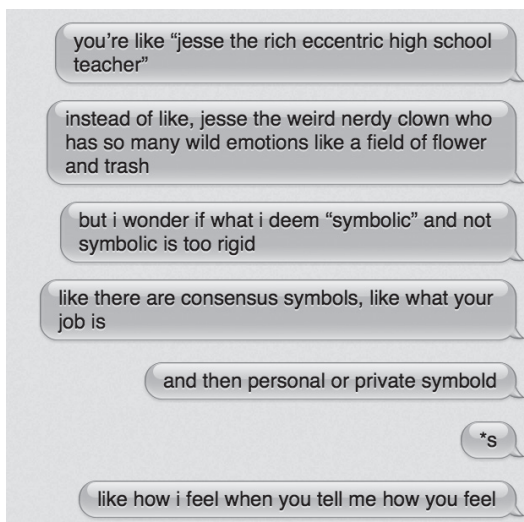 you're like “jesse the rich eccentric high school
teacher”
instead of like, jesse the weird nerdy clown who
has so many wild emotions like a field of flower
and trash
but i wonder if what i deem “symbolic” and not
symbolic is too rigid
like there are consensus symbols, like what your
job is
and then personal or private symbold
*s
like how i feel when you tell me how you feel